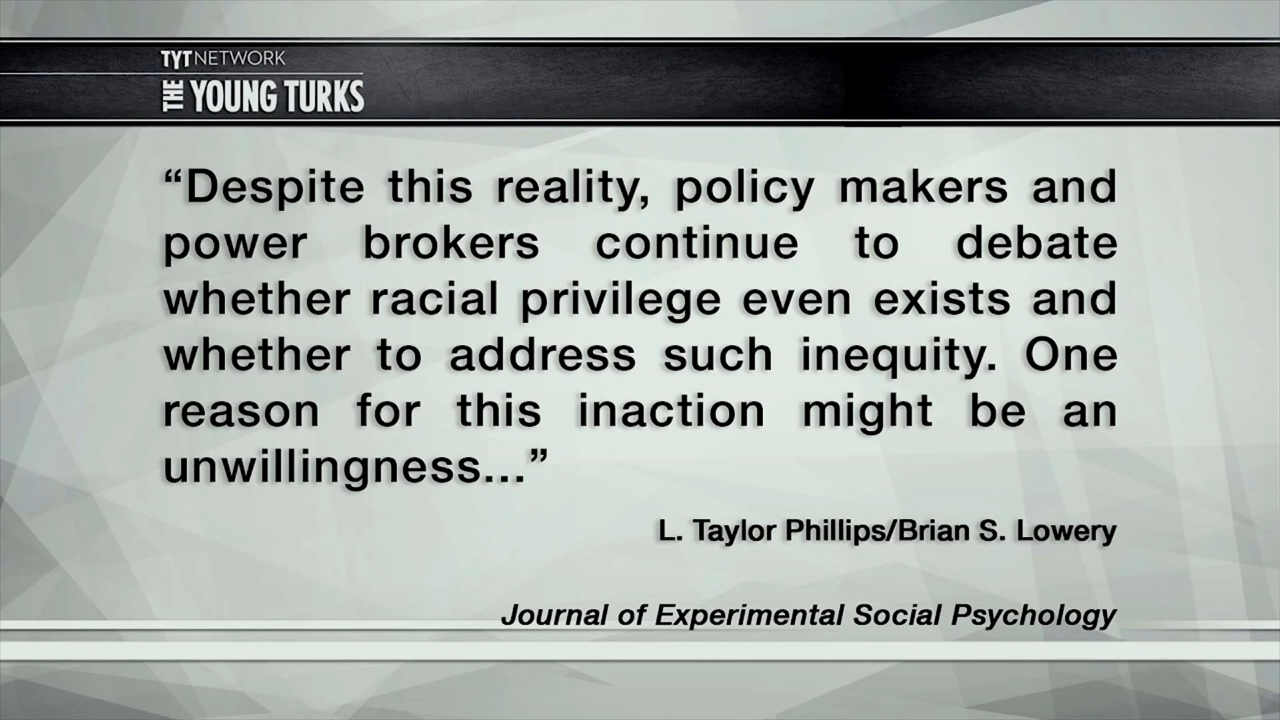 TYTNETWORK
THE YOUNG TURKS
“Despite this reality, policy makers and
power brokers continue to debate
whether racial privilege even exists and
whether to address such inequity. One
reason for this inaction might be an
unwillingness...”
L. Taylor Phillips/Brian S. Lowery
Journal of Experimental Social Psychology